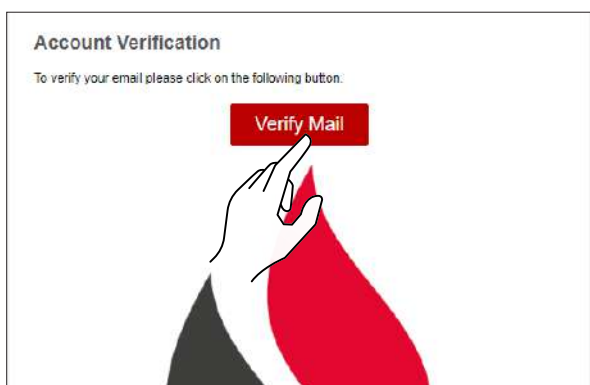 Account Verification
To verify your email please click on the following button.
Verify Mail